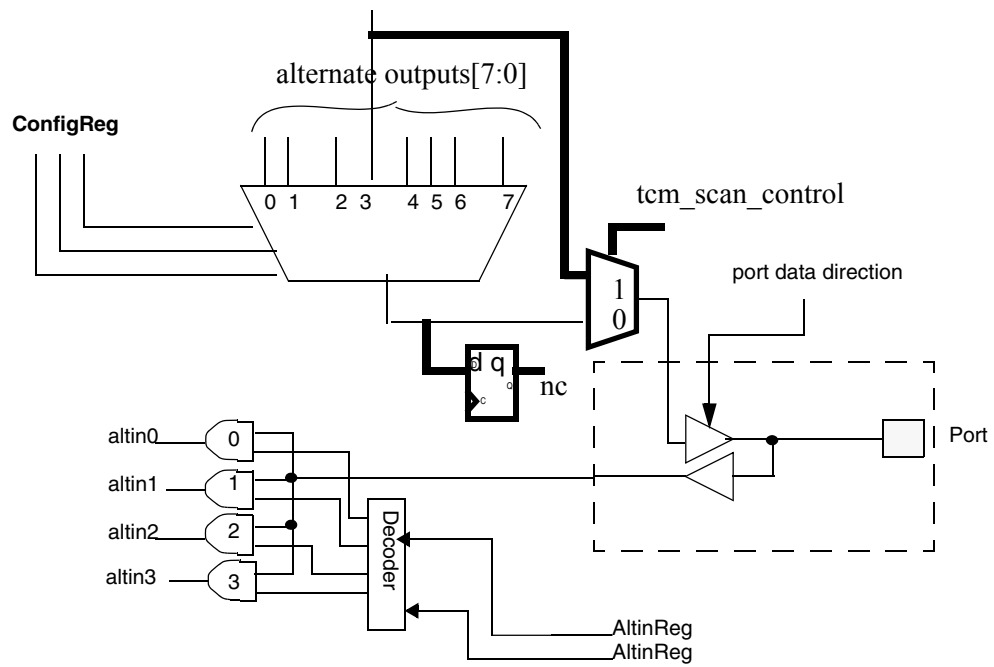 alternate outputs[7:0]
ConfigReg
0 1 2 3 4 5 6 7
tcm_scan_control
port data direction
1
0
d q
D
Q
C
nc
Port
altin0
0
altin1
1
altin2
2
altin3
3
Decoder
AltinReg
AltinReg